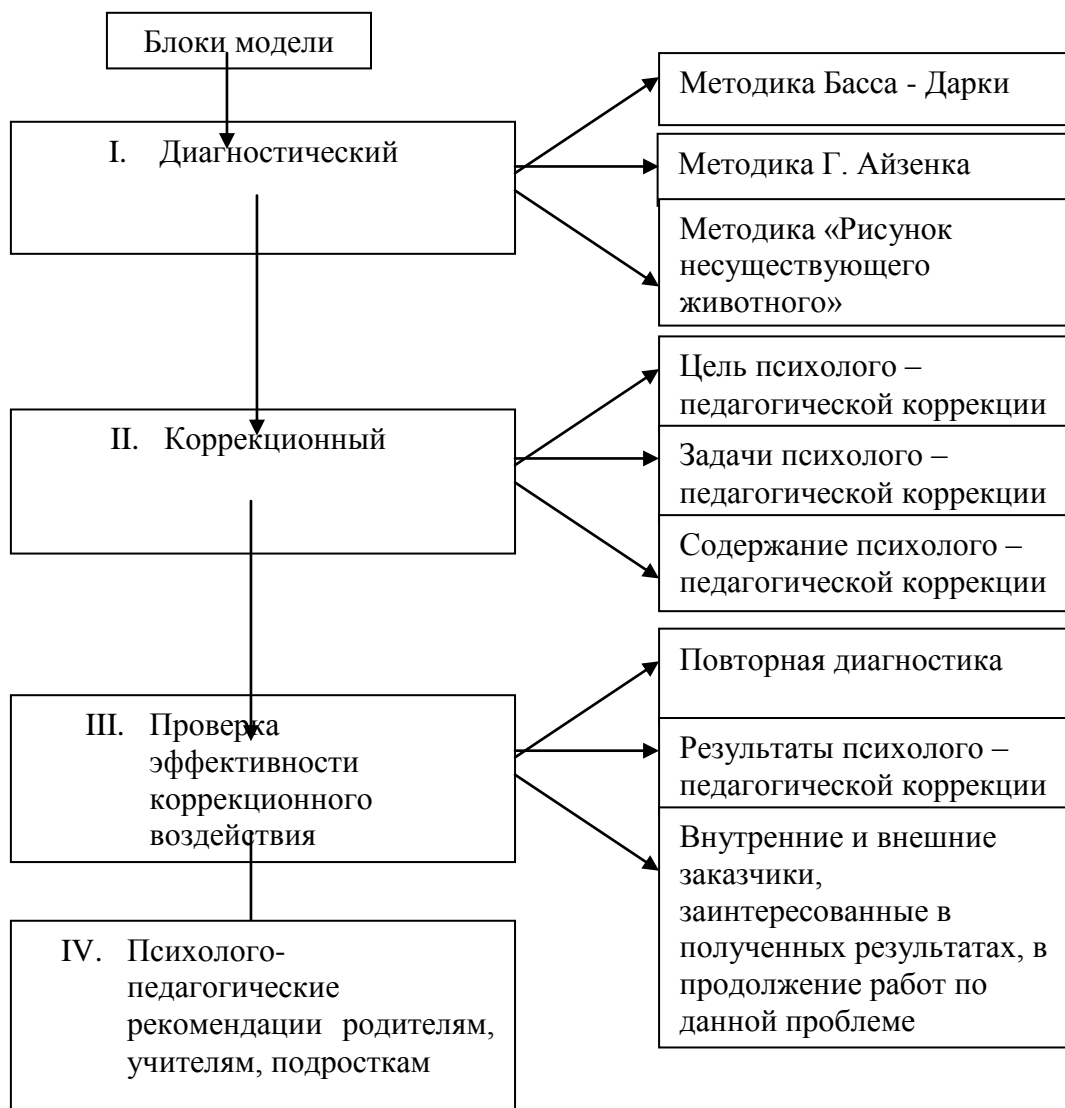 Блоки модели
I. Диагностический
Методика Басса - Дарки
Методика Г. Айзенка
Методика «Рисунок
несуществующего
животного»
II. Коррекционный
Цель психолого –
педагогической коррекции
Задачи психолого –
педагогической коррекции
Содержание психолого –
педагогической коррекции
III. Проверка
эффективности
коррекционного
воздействия
Повторная диагностика
Результаты психолого –
педагогической коррекции
Внутренние и внешние
заказчики,
заинтересованные в
полученных результатах, в
продолжение работ по
данной проблеме
IV. Психолого-
педагогические
рекомендации родителям,
учителям, подросткам